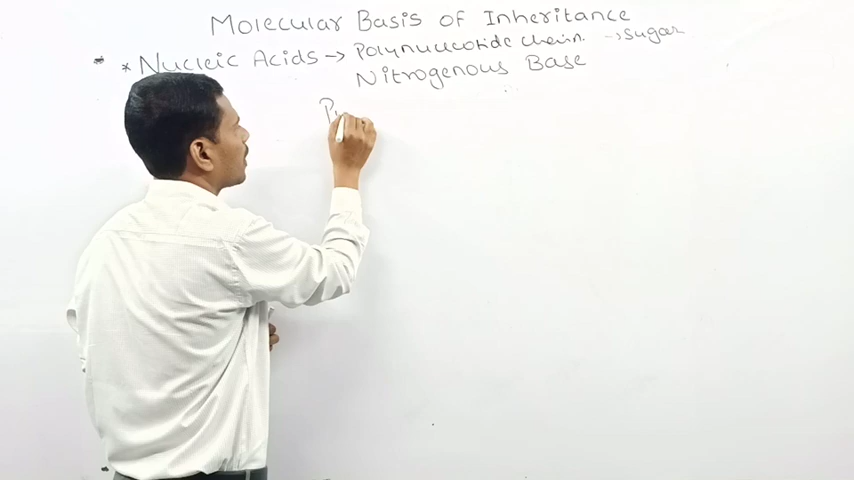 Molecular Basis of Inheritance
* Nucleic Acids → Polynucleotide chain. → Sugar
Nitrogenous Base